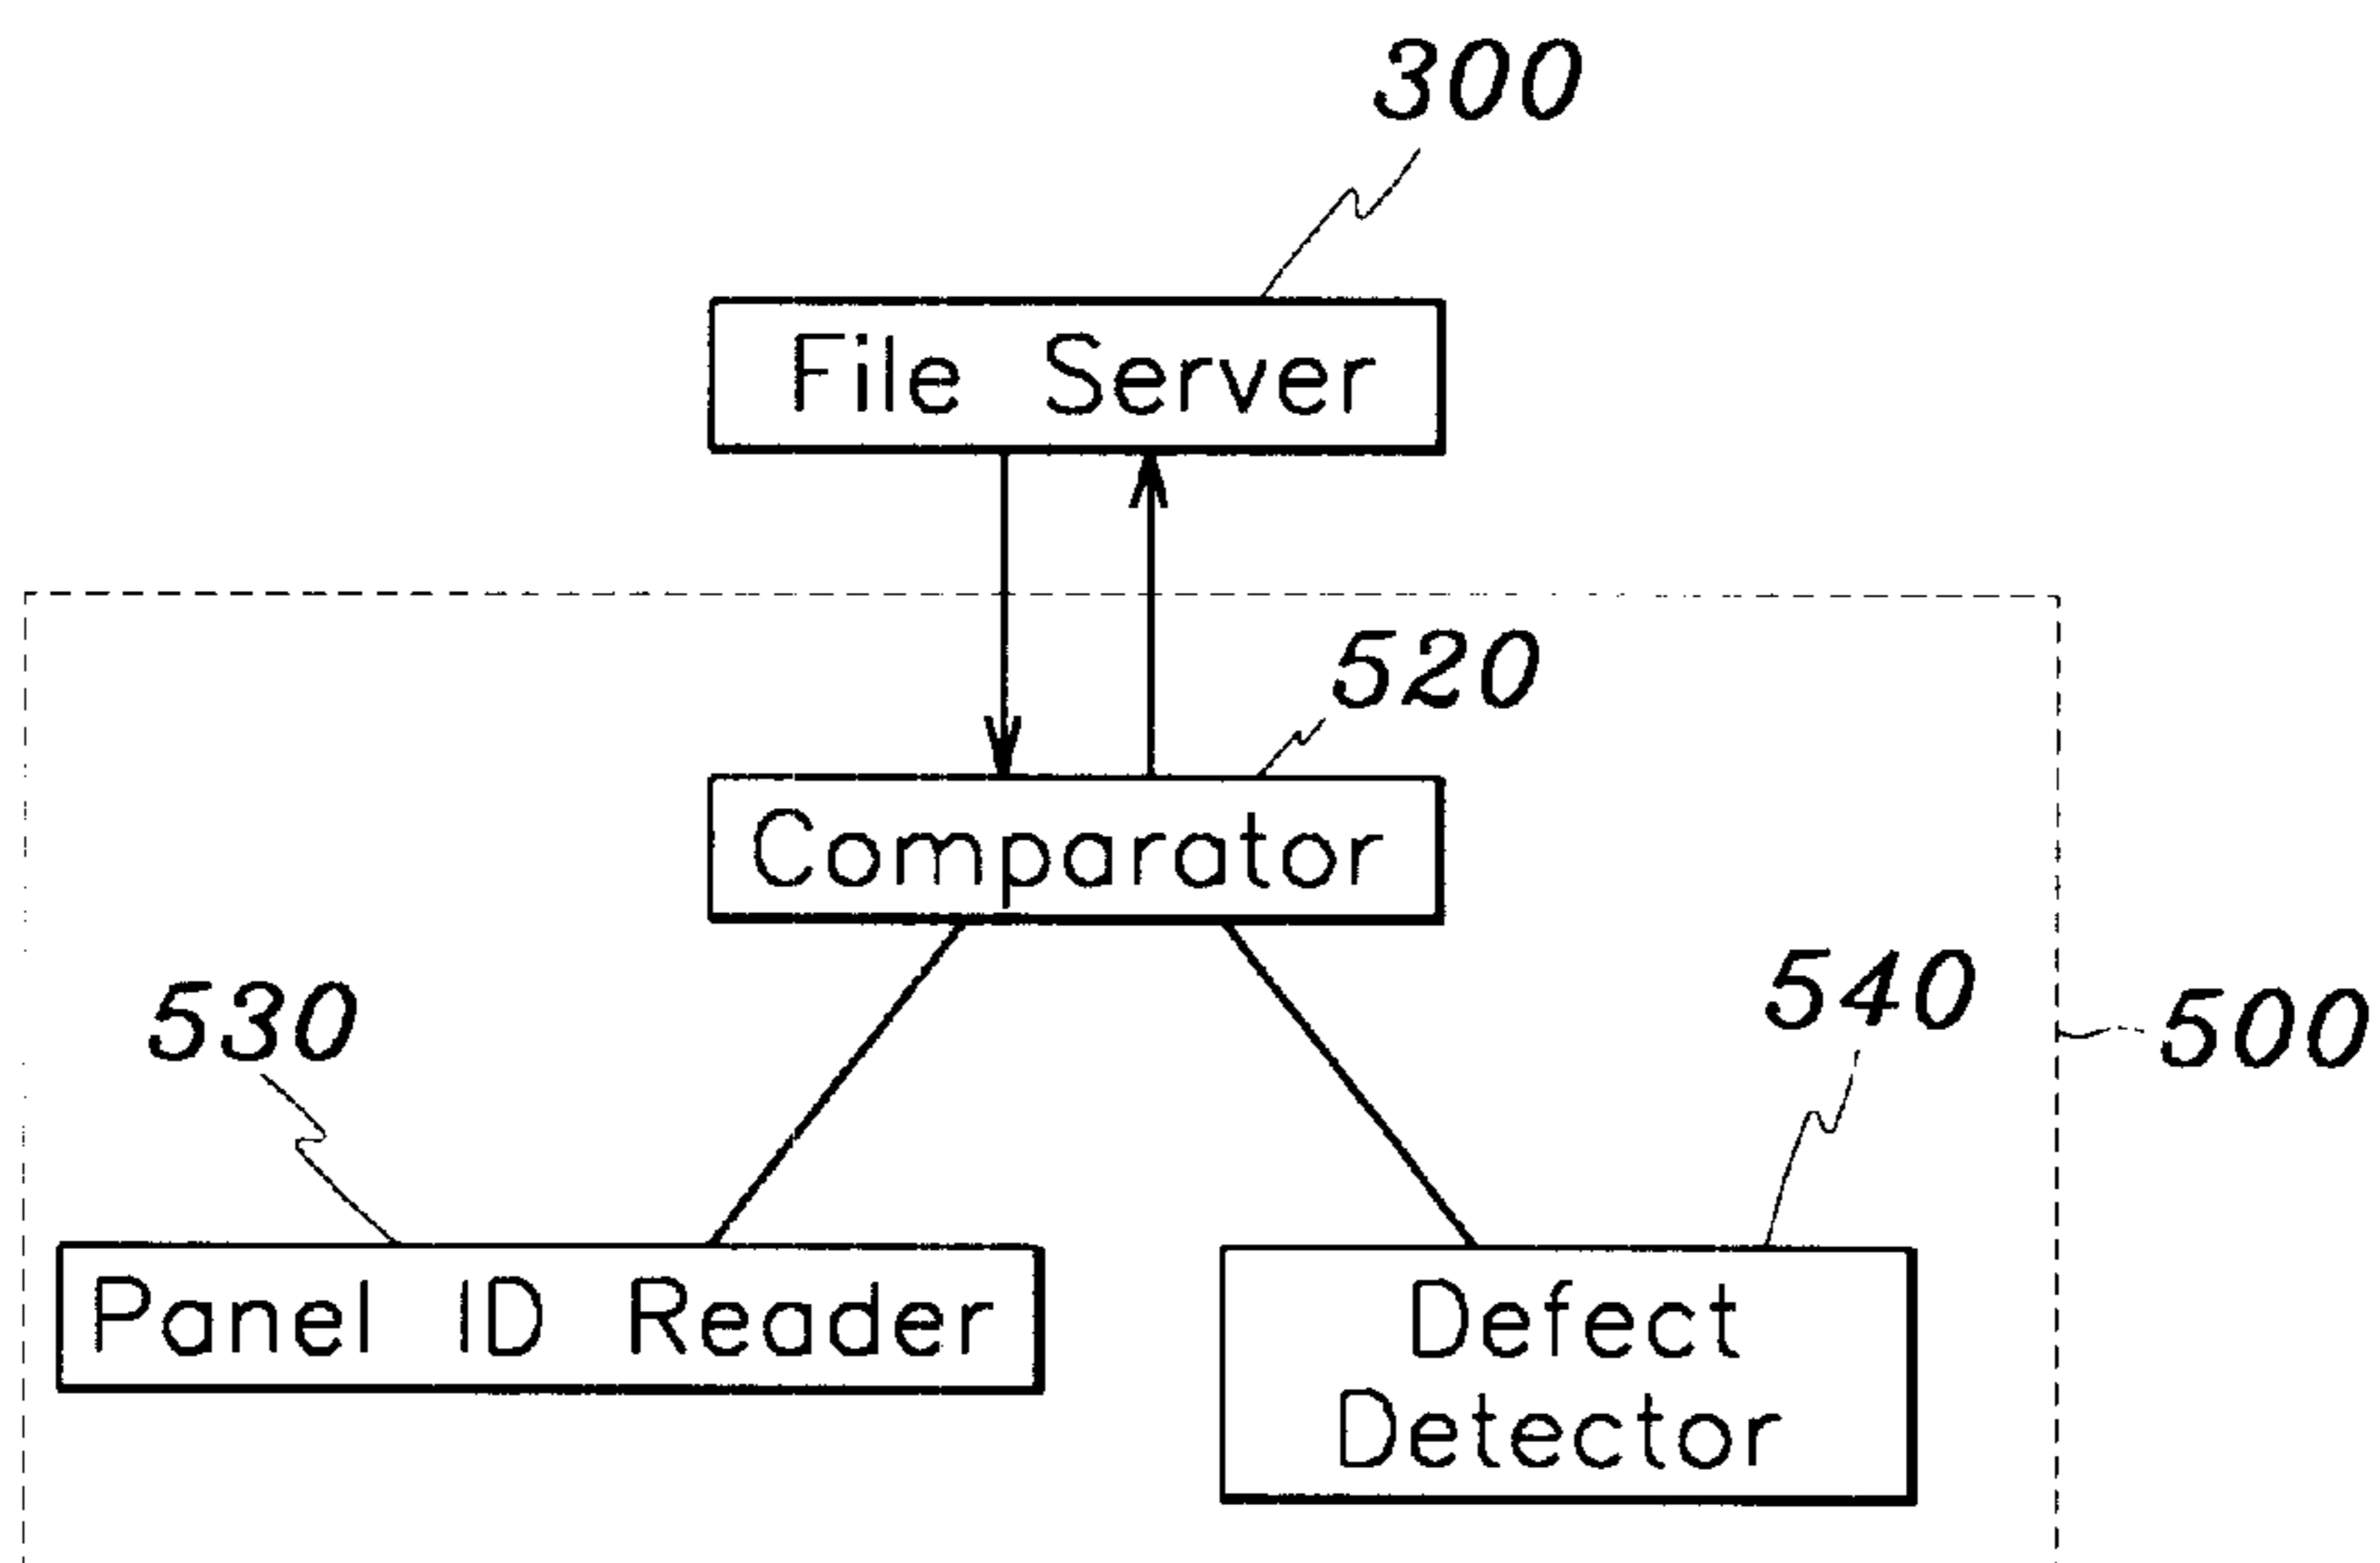 300
File Server
520
Comparator
530
540
500
Panel ID Reader
Defect
Detector